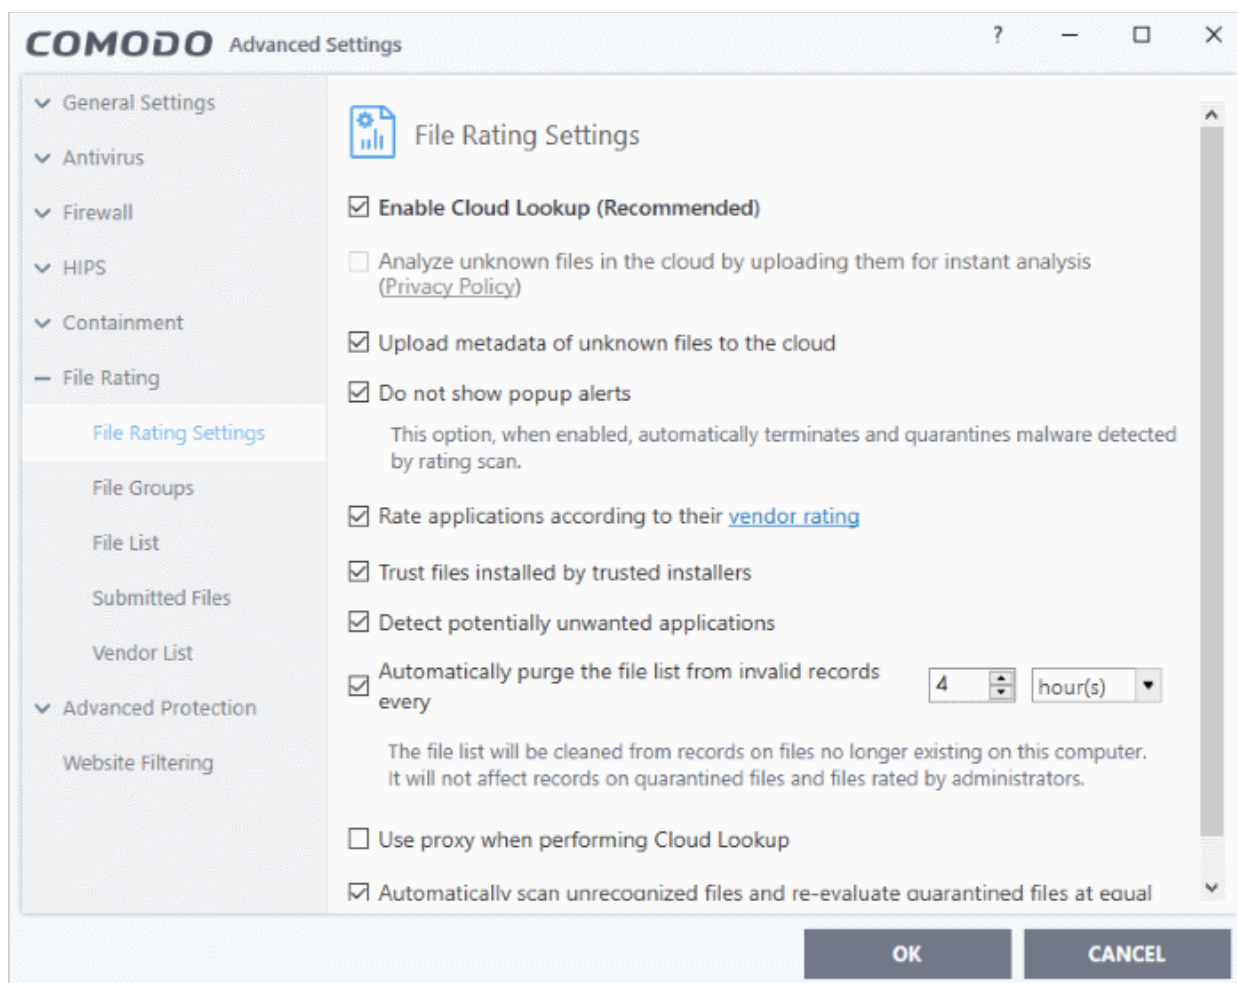 COMODO Advanced Settings ?
General Settings
Antivirus
Firewall
HIPS
Containment
File Rating
File Rating Settings
File Groups
File List
Submitted Files
Vendor List
Advanced Protection
Website Filtering
File Rating Settings
Enable Cloud Lookup (Recommended)
Analyze unknown files in the cloud by uploading them for instant analysis
(Privacy Policy)
Upload metadata of unknown files to the cloud
Do not show popup alerts
This option, when enabled, automatically terminates and quarantines malware detected
by rating scan.
Rate applications according to their vendor rating
Trust files installed by trusted installers
Detect potentially unwanted applications
Automatically purge the file list from invalid records
every
4 hour(s)
The file list will be cleaned from records on files no longer existing on this computer.
It will not affect records on quarantined files and files rated by administrators.
Use proxy when performing Cloud Lookup
Automatically scan unrecognized files and re-evaluate quarantined files at equal
OK
CANCEL